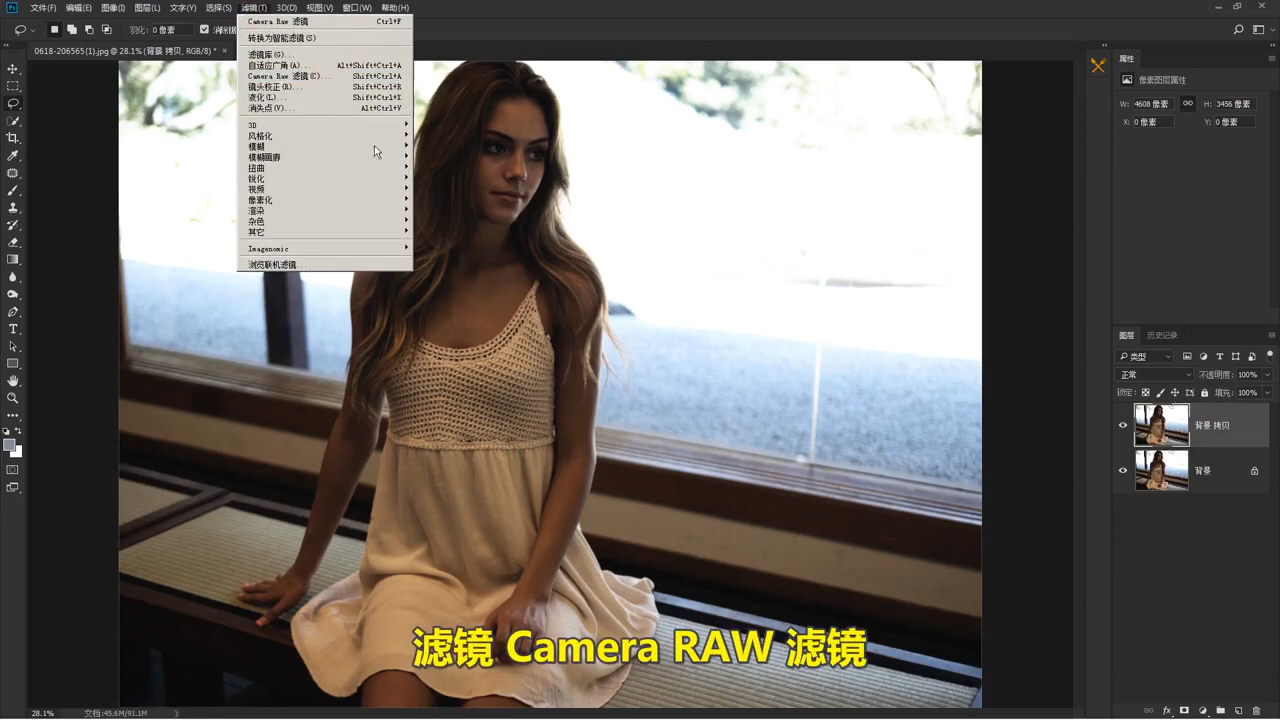 文件(F) 编辑(E) 图像(I) 图层(L) 文字(Y) 选择(S) 滤镜(T) 3D(D) 视图(V) 窗口(W) 帮助(H)
羽化: 0 像素
0618-206565(1).jpg @ 28.1% (背景 拷贝, RGB/8) * ×
Camera Raw 滤镜 Ctrl+F
转换为智能滤镜(S)
滤镜库(G)...
自适应广角(A)... Alt+Shift+Ctrl+A
Camera Raw 滤镜(C)... Shift+Ctrl+A
镜头校正(R)... Shift+Ctrl+R
液化(L)... Shift+Ctrl+X
消失点(V)... Alt+Ctrl+V
3D
风格化
模糊
模糊画廊
扭曲
锐化
视频
像素化
渲染
杂色
其它
Imagenomic
浏览联机滤镜...
属性
像素图层属性
W: 4608 像素 H: 3456 像素
X: 0 像素 Y: 0 像素
图层 历史记录
类型
正常 不透明度: 100%
锁定: 填充: 100%
背景 拷贝
背景
滤镜 Camera RAW 滤镜
28.1% 文档:45.6M/91.1M